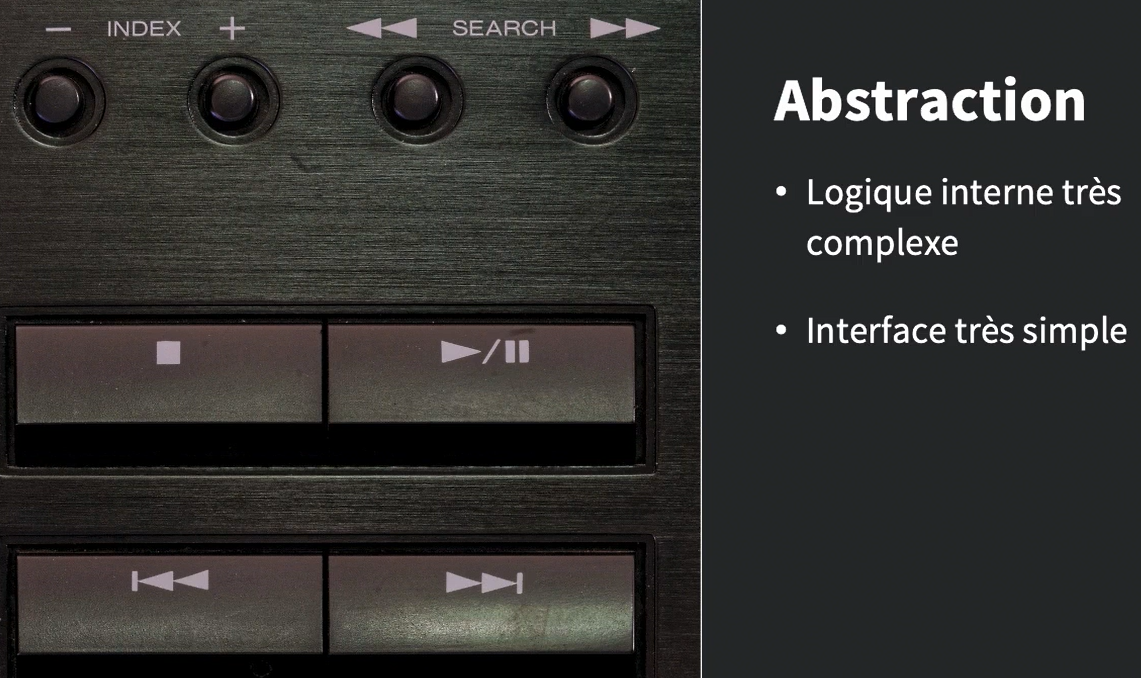 − INDEX + ◀◀ SEARCH ▶▶
Abstraction
• Logique interne très
complexe
• Interface très simple